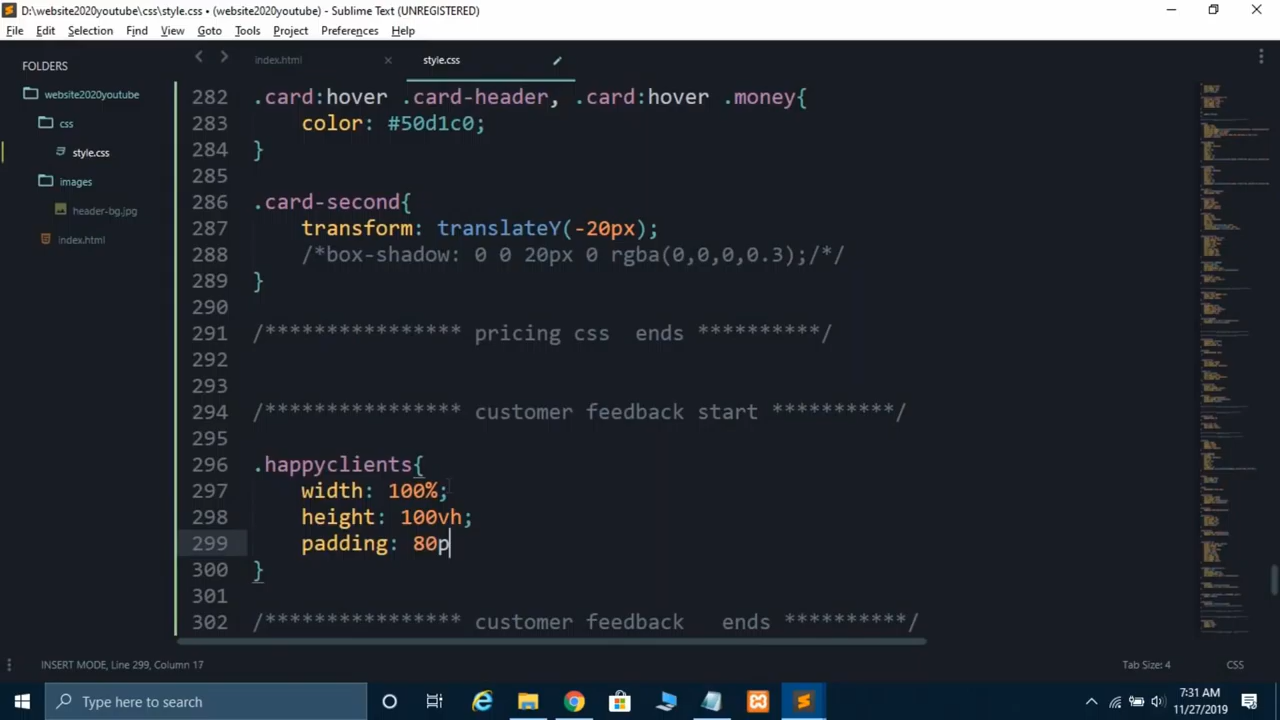 D:\website2020youtube\css\style.css • (website2020youtube) - Sublime Text (UNREGISTERED)
File Edit Selection Find View Goto Tools Project Preferences Help
FOLDERS
website2020youtube
css
style.css
images
header-bg.jpg
index.html
index.html
style.css
282 .card:hover .card-header, .card:hover .money{
283 color: #50d1c0;
284 }
285
286 .card-second{
287 transform: translateY(-20px);
288 /*box-shadow: 0 0 20px 0 rgba(0,0,0,0.3);/*/
289 }
290
291 /**************** pricing css  ends **********/
292
293
294 /**************** customer feedback start **********/
295
296 .happyclients{
297 width: 100%;
298 height: 100vh;
299 padding: 80p
300 }
301
302 /**************** customer feedback   ends *********/
INSERT MODE, Line 299, Column 17
Tab Size: 4
CSS
Type here to search
7:31 AM
11/27/2019